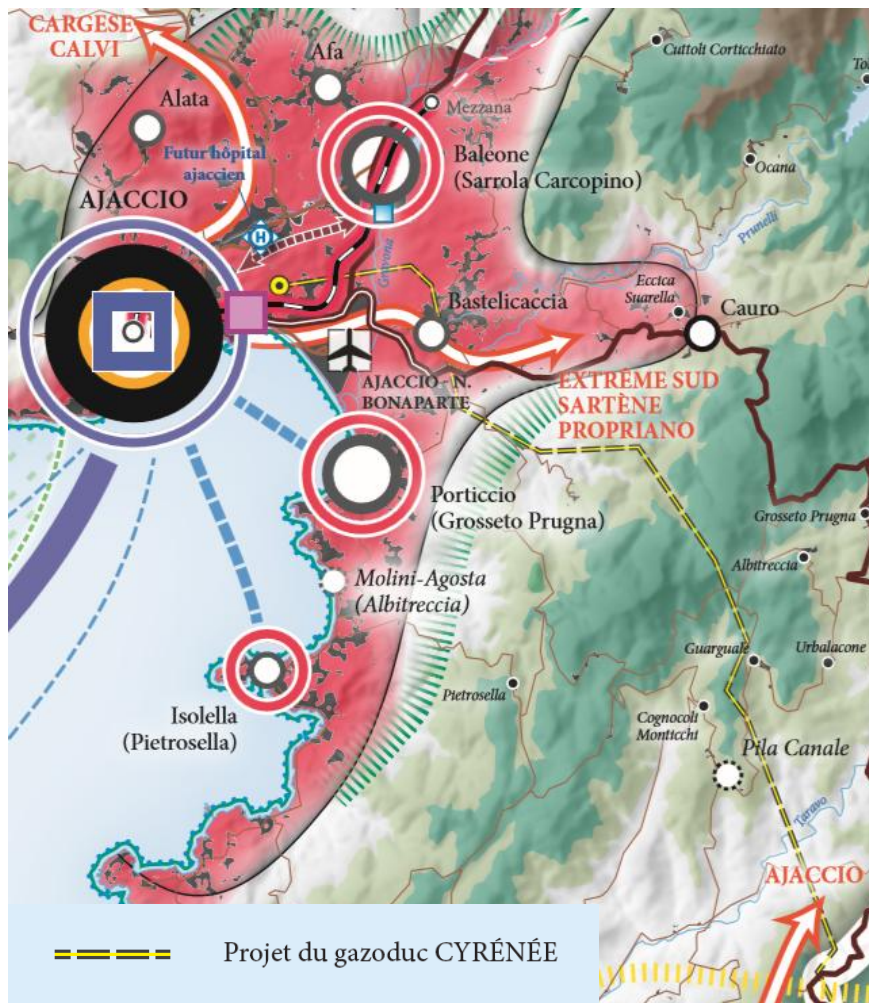 CARGESE
CALVI
Afa
Cuttoli Corticchiato
To
Alata
Mezzana
Futur hôpital
ajaccien
Baleone
(Sarrola Carcopino)
Ocana
AJACCIO
H
Prunelli
Gravona
Bastelicaccia
Eccica
Suarella
Cauro
AJACCIO - N.
BONAPARTE
EXTRÊME SUD
SARTÈNE
PROPRIANO
Porticcio
(Grosseto Prugna)
Grosseto Prugna
Albitreccia
Molini-Agosta
(Albitreccia)
Guarguale
Urbalacone
Pietrosella
Isolella
(Pietrosella)
Cognocoli
Monticchi
Pila Canale
Taravo
AJACCIO
Projet du gazoduc CYRÉNÉE